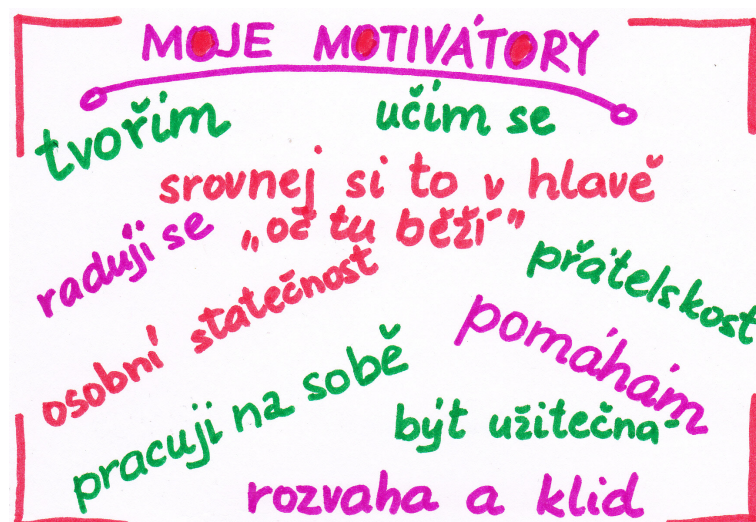 MOJE MOTIVÁTORY
tvořím
učím se
srovnej si to v hlavě
„oč tu běží"
raduji se
přátelskost
osobní statečnost
pomáhám
pracuji na sobě
být užitečná
rozvaha a klid